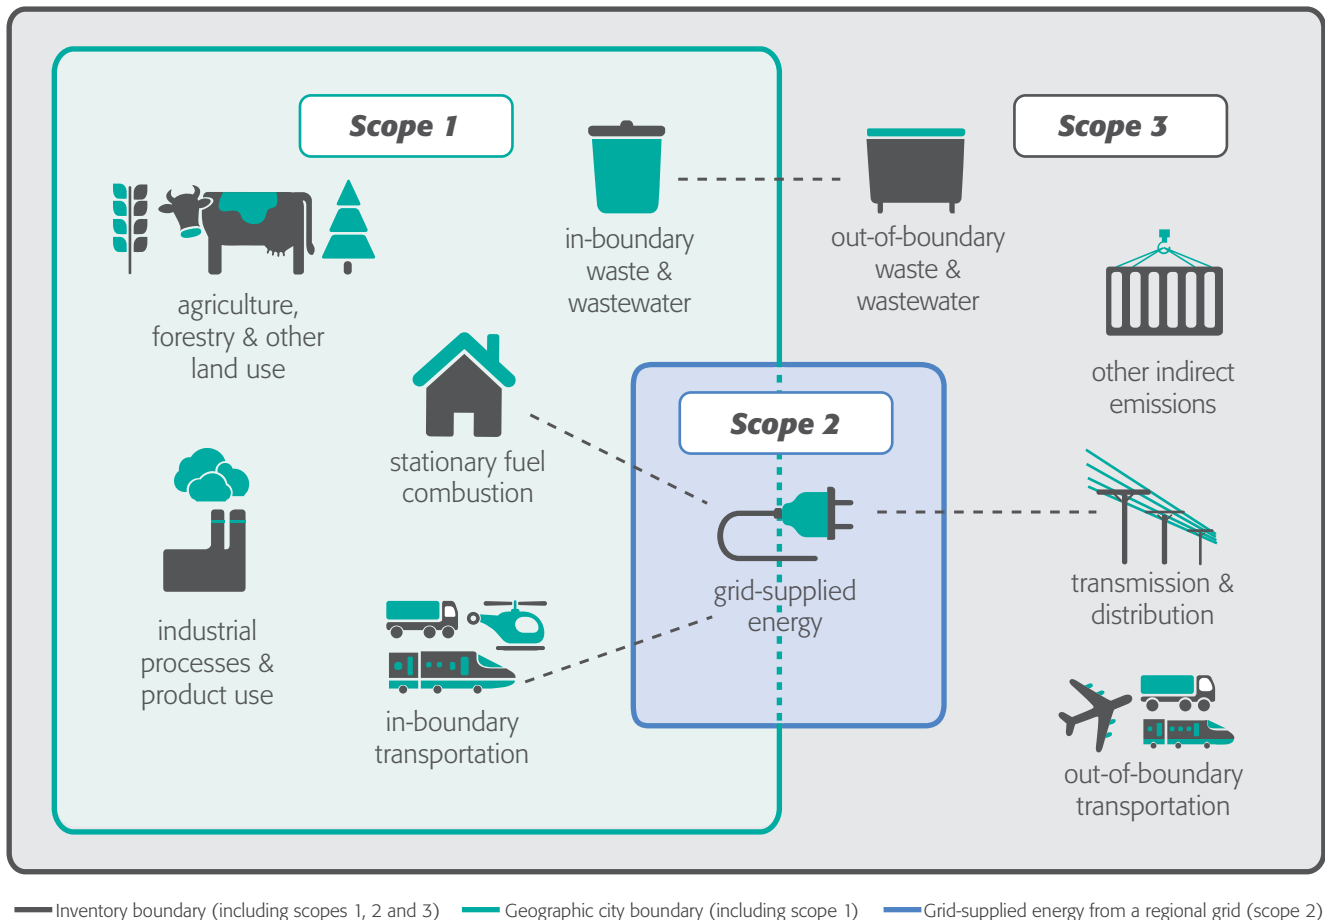 Scope 1
Scope 3
in-boundary
waste &
wastewater
out-of-boundary
waste &
wastewater
agriculture,
forestry & other
land use
other indirect
emissions
Scope 2
stationary fuel
combustion
grid-supplied
energy
transmission &
distribution
industrial
processes &
product use
in-boundary
transportation
out-of-boundary
transportation
Inventory boundary (including scopes 1, 2 and 3)
Geographic city boundary (including scope 1)
Grid-supplied energy from a regional grid (scope 2)